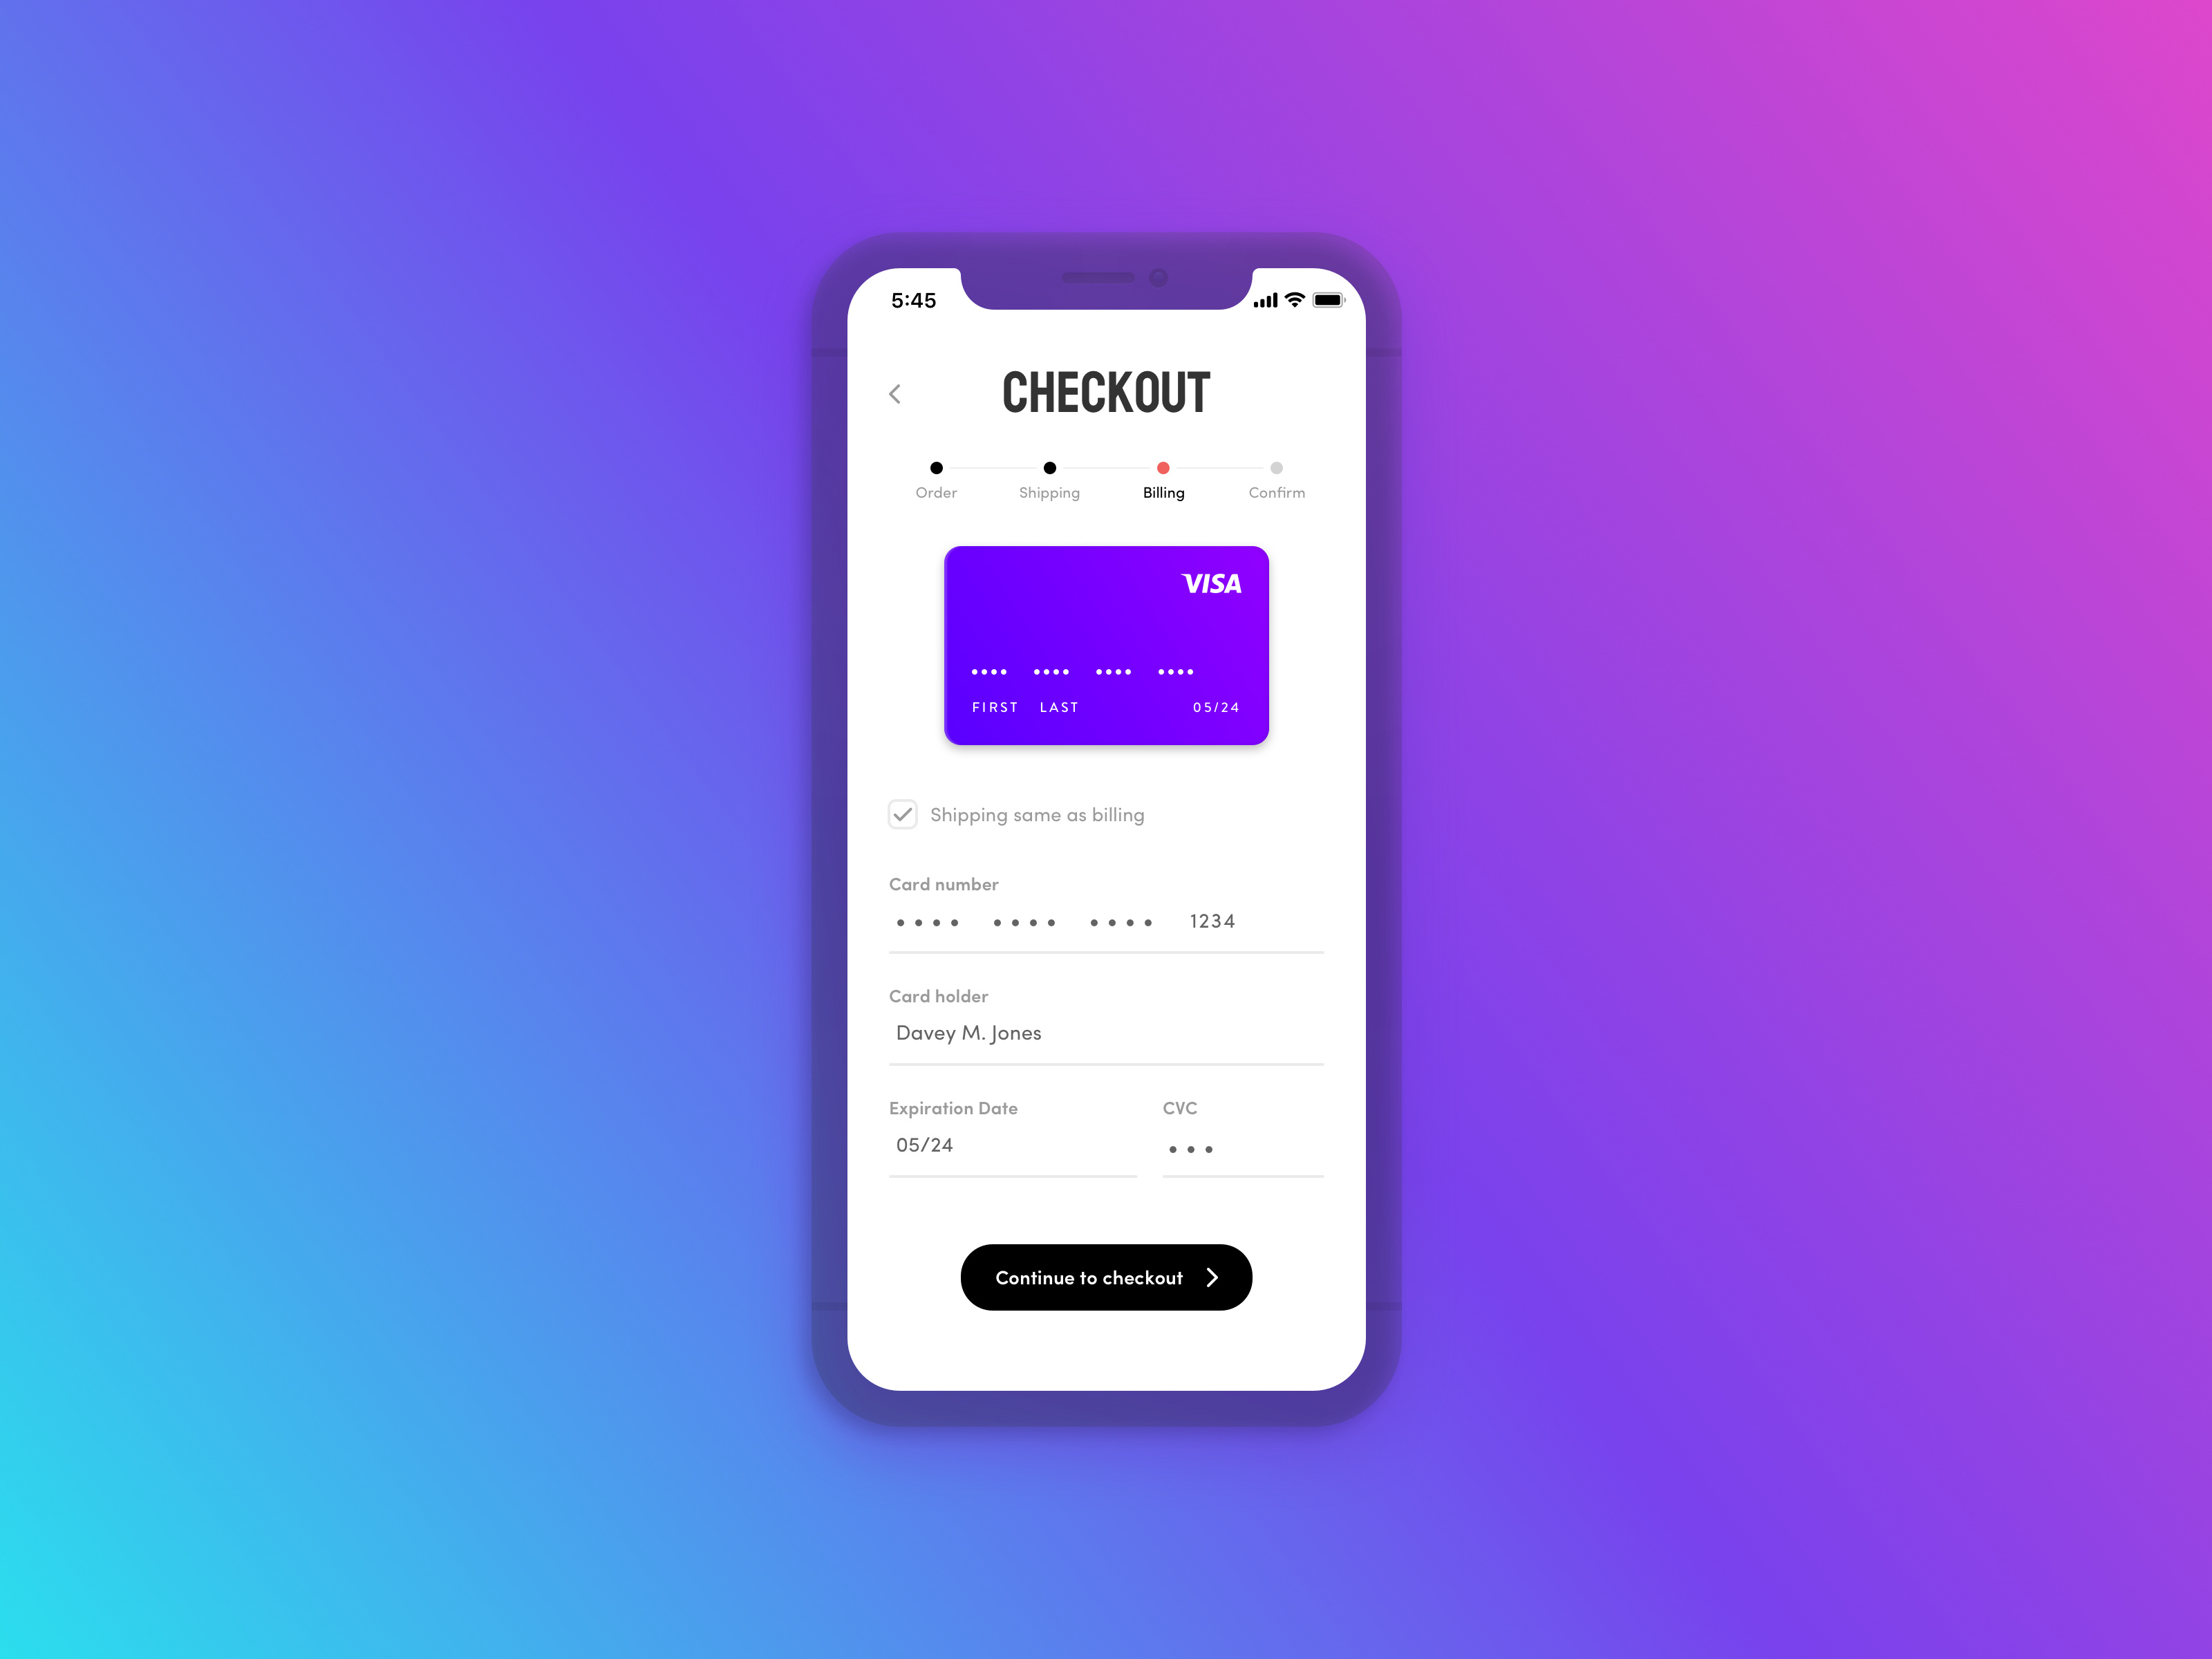 5:45
CHECKOUT
Order Shipping Billing Confirm
VISA
•••• •••• •••• ••••
FIRST LAST 05/24
Shipping same as billing
Card number
•••• •••• •••• 1234
Card holder
Davey M. Jones
Expiration Date CVC
05/24 •••
Continue to checkout